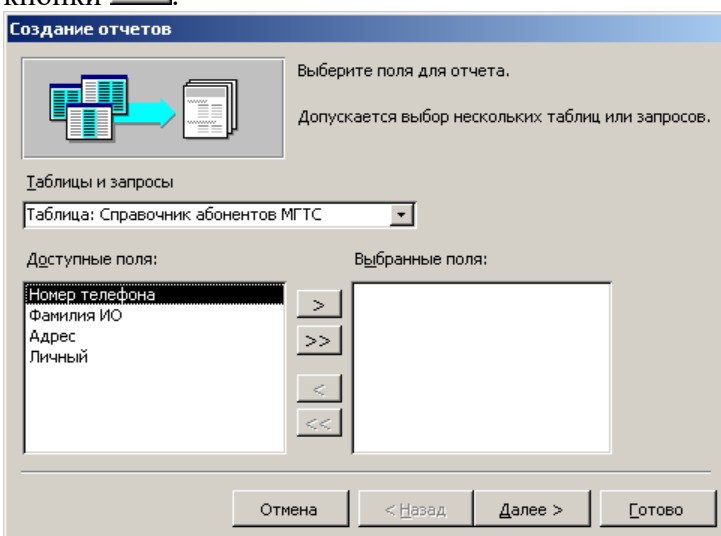 кнопки .
Создание отчетов
Выберите поля для отчета.
Допускается выбор нескольких таблиц или запросов.
Таблицы и запросы
Таблица: Справочник абонентов МГТС
Доступные поля:
Выбранные поля:
Номер телефона
Фамилия ИО
Адрес
Личный
>
>>
<
<<
Отмена
< Назад
Далее >
Готово